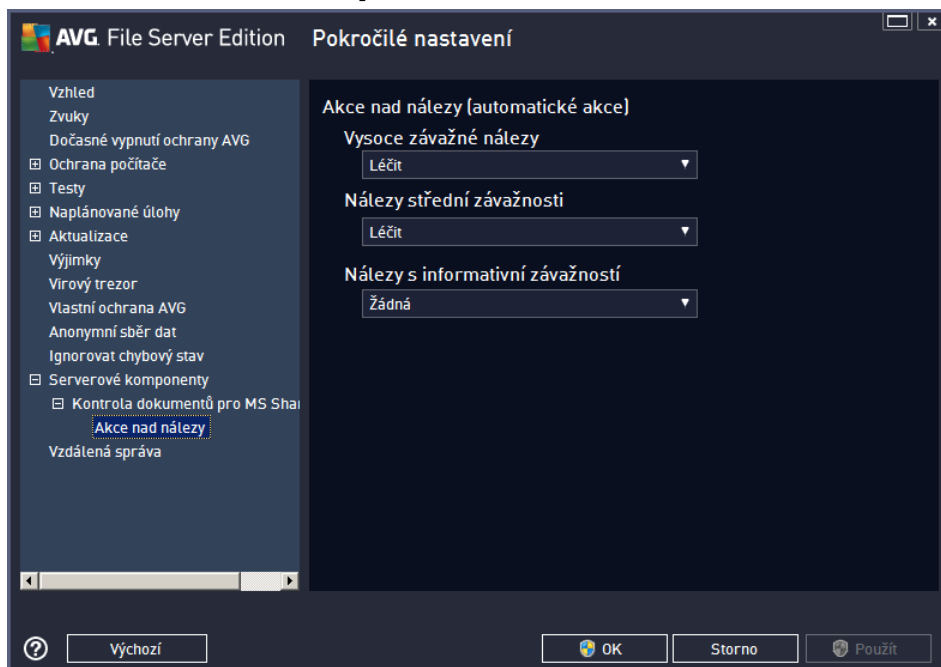 AVG. File Server Edition
Pokročilé nastavení
Vzhled
Zvuky
Dočasné vypnutí ochrany AVG
Ochrana počítače
Testy
Naplánované úlohy
Aktualizace
Výjimky
Virový trezor
Vlastní ochrana AVG
Anonymní sběr dat
Ignorovat chybový stav
Serverové komponenty
Kontrola dokumentů pro MS Shar
Akce nad nálezy
Vzdálená správa
Akce nad nálezy (automatické akce)
Vysoce závažné nálezy
Léčit
Nálezy střední závažnosti
Léčit
Nálezy s informativní závažností
Žádná
Výchozí
OK
Storno
Použít